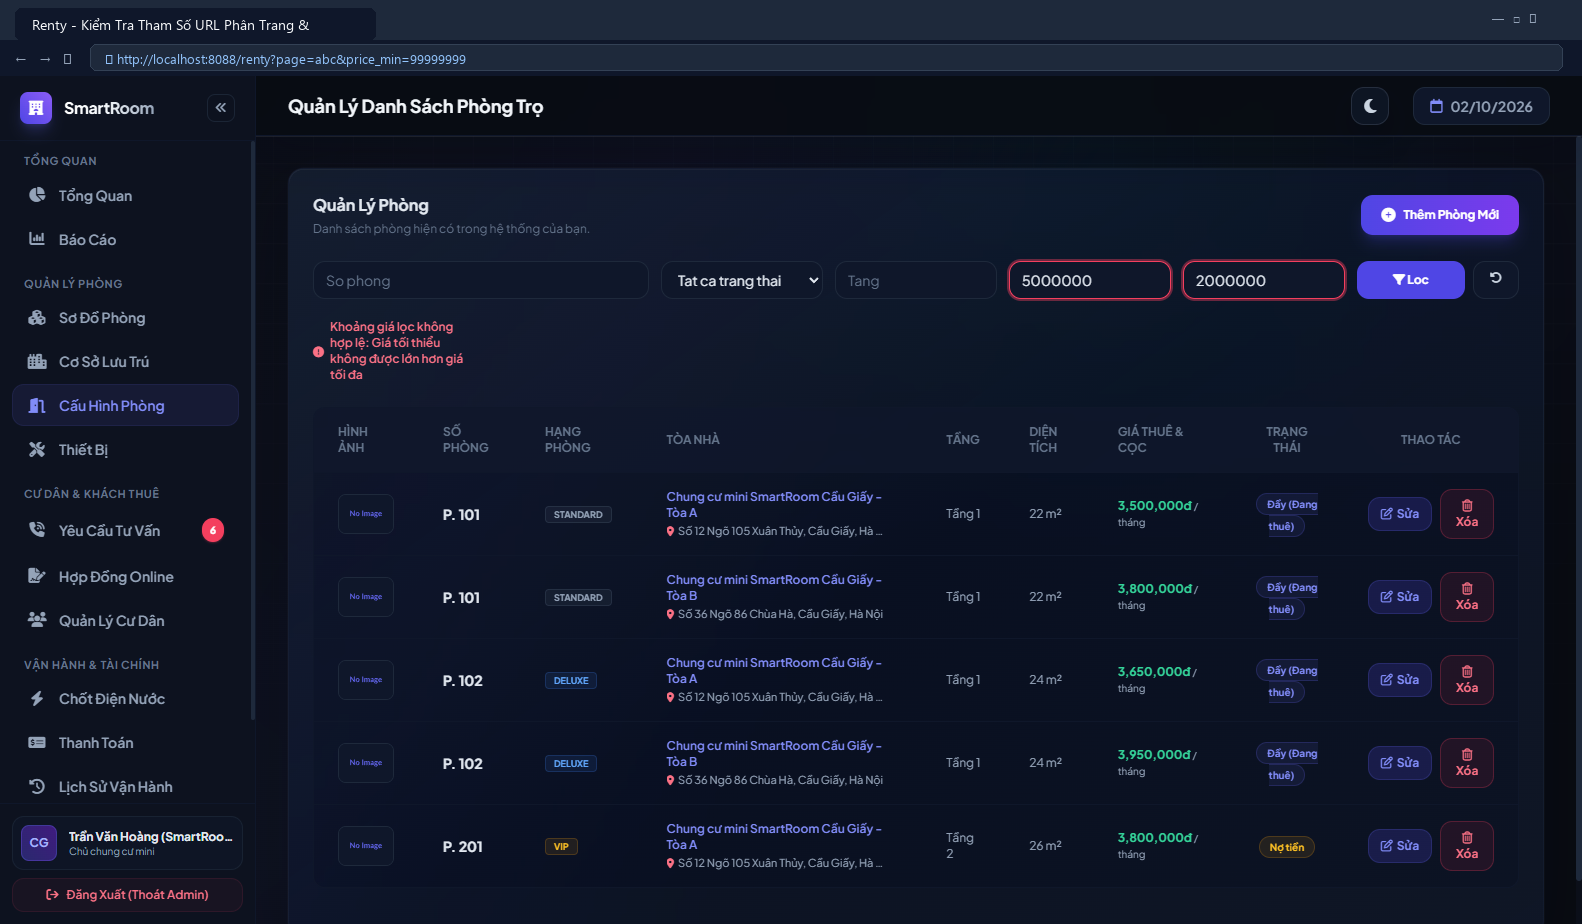 Renty - Kiểm Tra Tham Số URL Phân Trang &
http://localhost:8088/renty?page=abc&price_min=99999999
SmartRoom
Quản Lý Danh Sách Phòng Trọ
02/10/2026
TỔNG QUAN
Tổng Quan
Báo Cáo
QUẢN LÝ PHÒNG
Sơ Đồ Phòng
Cơ Sở Lưu Trú
Cấu Hình Phòng
Thiết Bị
CƯ DÂN & KHÁCH THUÊ
Yêu Cầu Tư Vấn
6
Hợp Đồng Online
Quản Lý Cư Dân
VẬN HÀNH & TÀI CHÍNH
Chốt Điện Nước
Thanh Toán
Lịch Sử Vận Hành
CG
Trần Văn Hoàng (SmartRoo...
Chủ chung cư mini
Đăng Xuất (Thoát Admin)
Quản Lý Phòng
Danh sách phòng hiện có trong hệ thống của bạn.
Thêm Phòng Mới
So phong
Tat ca trang thai
Tang
5000000
2000000
Loc
Khoảng giá lọc không
hợp lệ: Giá tối thiểu
không được lớn hơn giá
tối đa
HÌNH
ẢNH
SỐ
PHÒNG
HẠNG
PHÒNG
TÒA NHÀ
TẦNG
DIỆN
TÍCH
GIÁ THUÊ &
CỌC
TRẠNG
THÁI
THAO TÁC
No Image
P. 101
STANDARD
Chung cư mini SmartRoom Cầu Giấy -
Tòa A
Số 12 Ngõ 105 Xuân Thủy, Cầu Giấy, Hà ...
Tầng 1
22 m²
3,500,000đ/
tháng
Đầy (Đang
thuê)
Sửa
Xóa
No Image
P. 101
STANDARD
Chung cư mini SmartRoom Cầu Giấy -
Tòa B
Số 36 Ngõ 86 Chùa Hà, Cầu Giấy, Hà Nội
Tầng 1
22 m²
3,800,000đ/
tháng
Đầy (Đang
thuê)
Sửa
Xóa
No Image
P. 102
DELUXE
Chung cư mini SmartRoom Cầu Giấy -
Tòa A
Số 12 Ngõ 105 Xuân Thủy, Cầu Giấy, Hà ...
Tầng 1
24 m²
3,650,000đ/
tháng
Đầy (Đang
thuê)
Sửa
Xóa
No Image
P. 102
DELUXE
Chung cư mini SmartRoom Cầu Giấy -
Tòa B
Số 36 Ngõ 86 Chùa Hà, Cầu Giấy, Hà Nội
Tầng 1
24 m²
3,950,000đ/
tháng
Đầy (Đang
thuê)
Sửa
Xóa
No Image
P. 201
VIP
Chung cư mini SmartRoom Cầu Giấy -
Tòa A
Số 12 Ngõ 105 Xuân Thủy, Cầu Giấy, Hà ...
Tầng
2
26 m²
3,800,000đ/
tháng
Nợ tiền
Sửa
Xóa